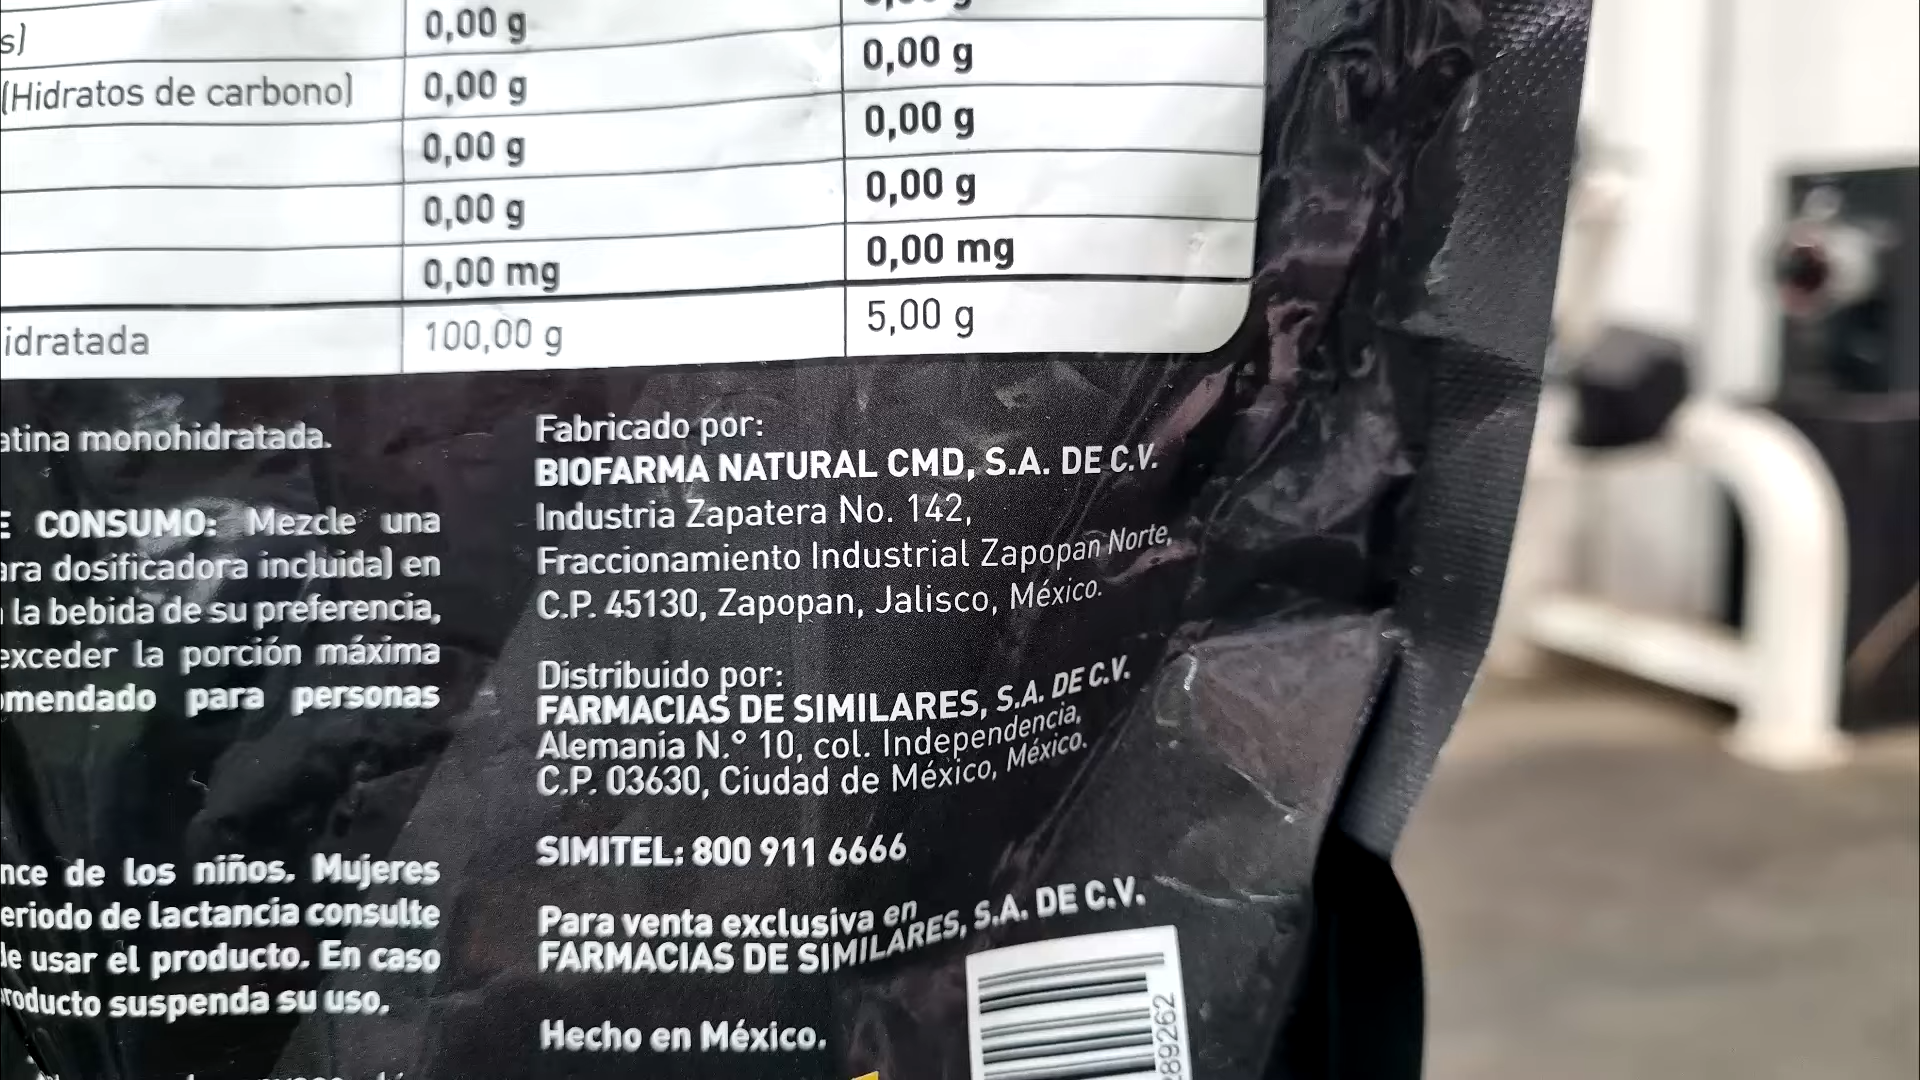 s)
(Hidratos de carbono)
0,00 g
0,00 g
0,00 g
0,00 g
0,00 g
0,00 g
0,00 g
0,00 mg
0,00 mg
idratada 100,00 g 5,00 g
atina monohidratada.
E CONSUMO: Mezcle una
ara dosificadora incluida) en
la bebida de su preferencia,
exceder la porción máxima
mendado para personas
nce de los niños. Mujeres
eriodo de lactancia consulte
de usar el producto. En caso
roducto suspenda su uso.
Fabricado por:
BIOFARMA NATURAL CMD, S.A. DE C.V.
Industria Zapatera No. 142,
Fraccionamiento Industrial Zapopan Norte,
C.P. 45130, Zapopan, Jalisco, México.
Distribuido por:
FARMACIAS DE SIMILARES, S.A. DE C.V.
Alemania N.° 10, col. Independencia,
C.P. 03630, Ciudad de México, México.
SIMITEL: 800 911 6666
Para venta exclusiva en
FARMACIAS DE SIMILARES, S.A. DE C.V.
Hecho en México.
89262